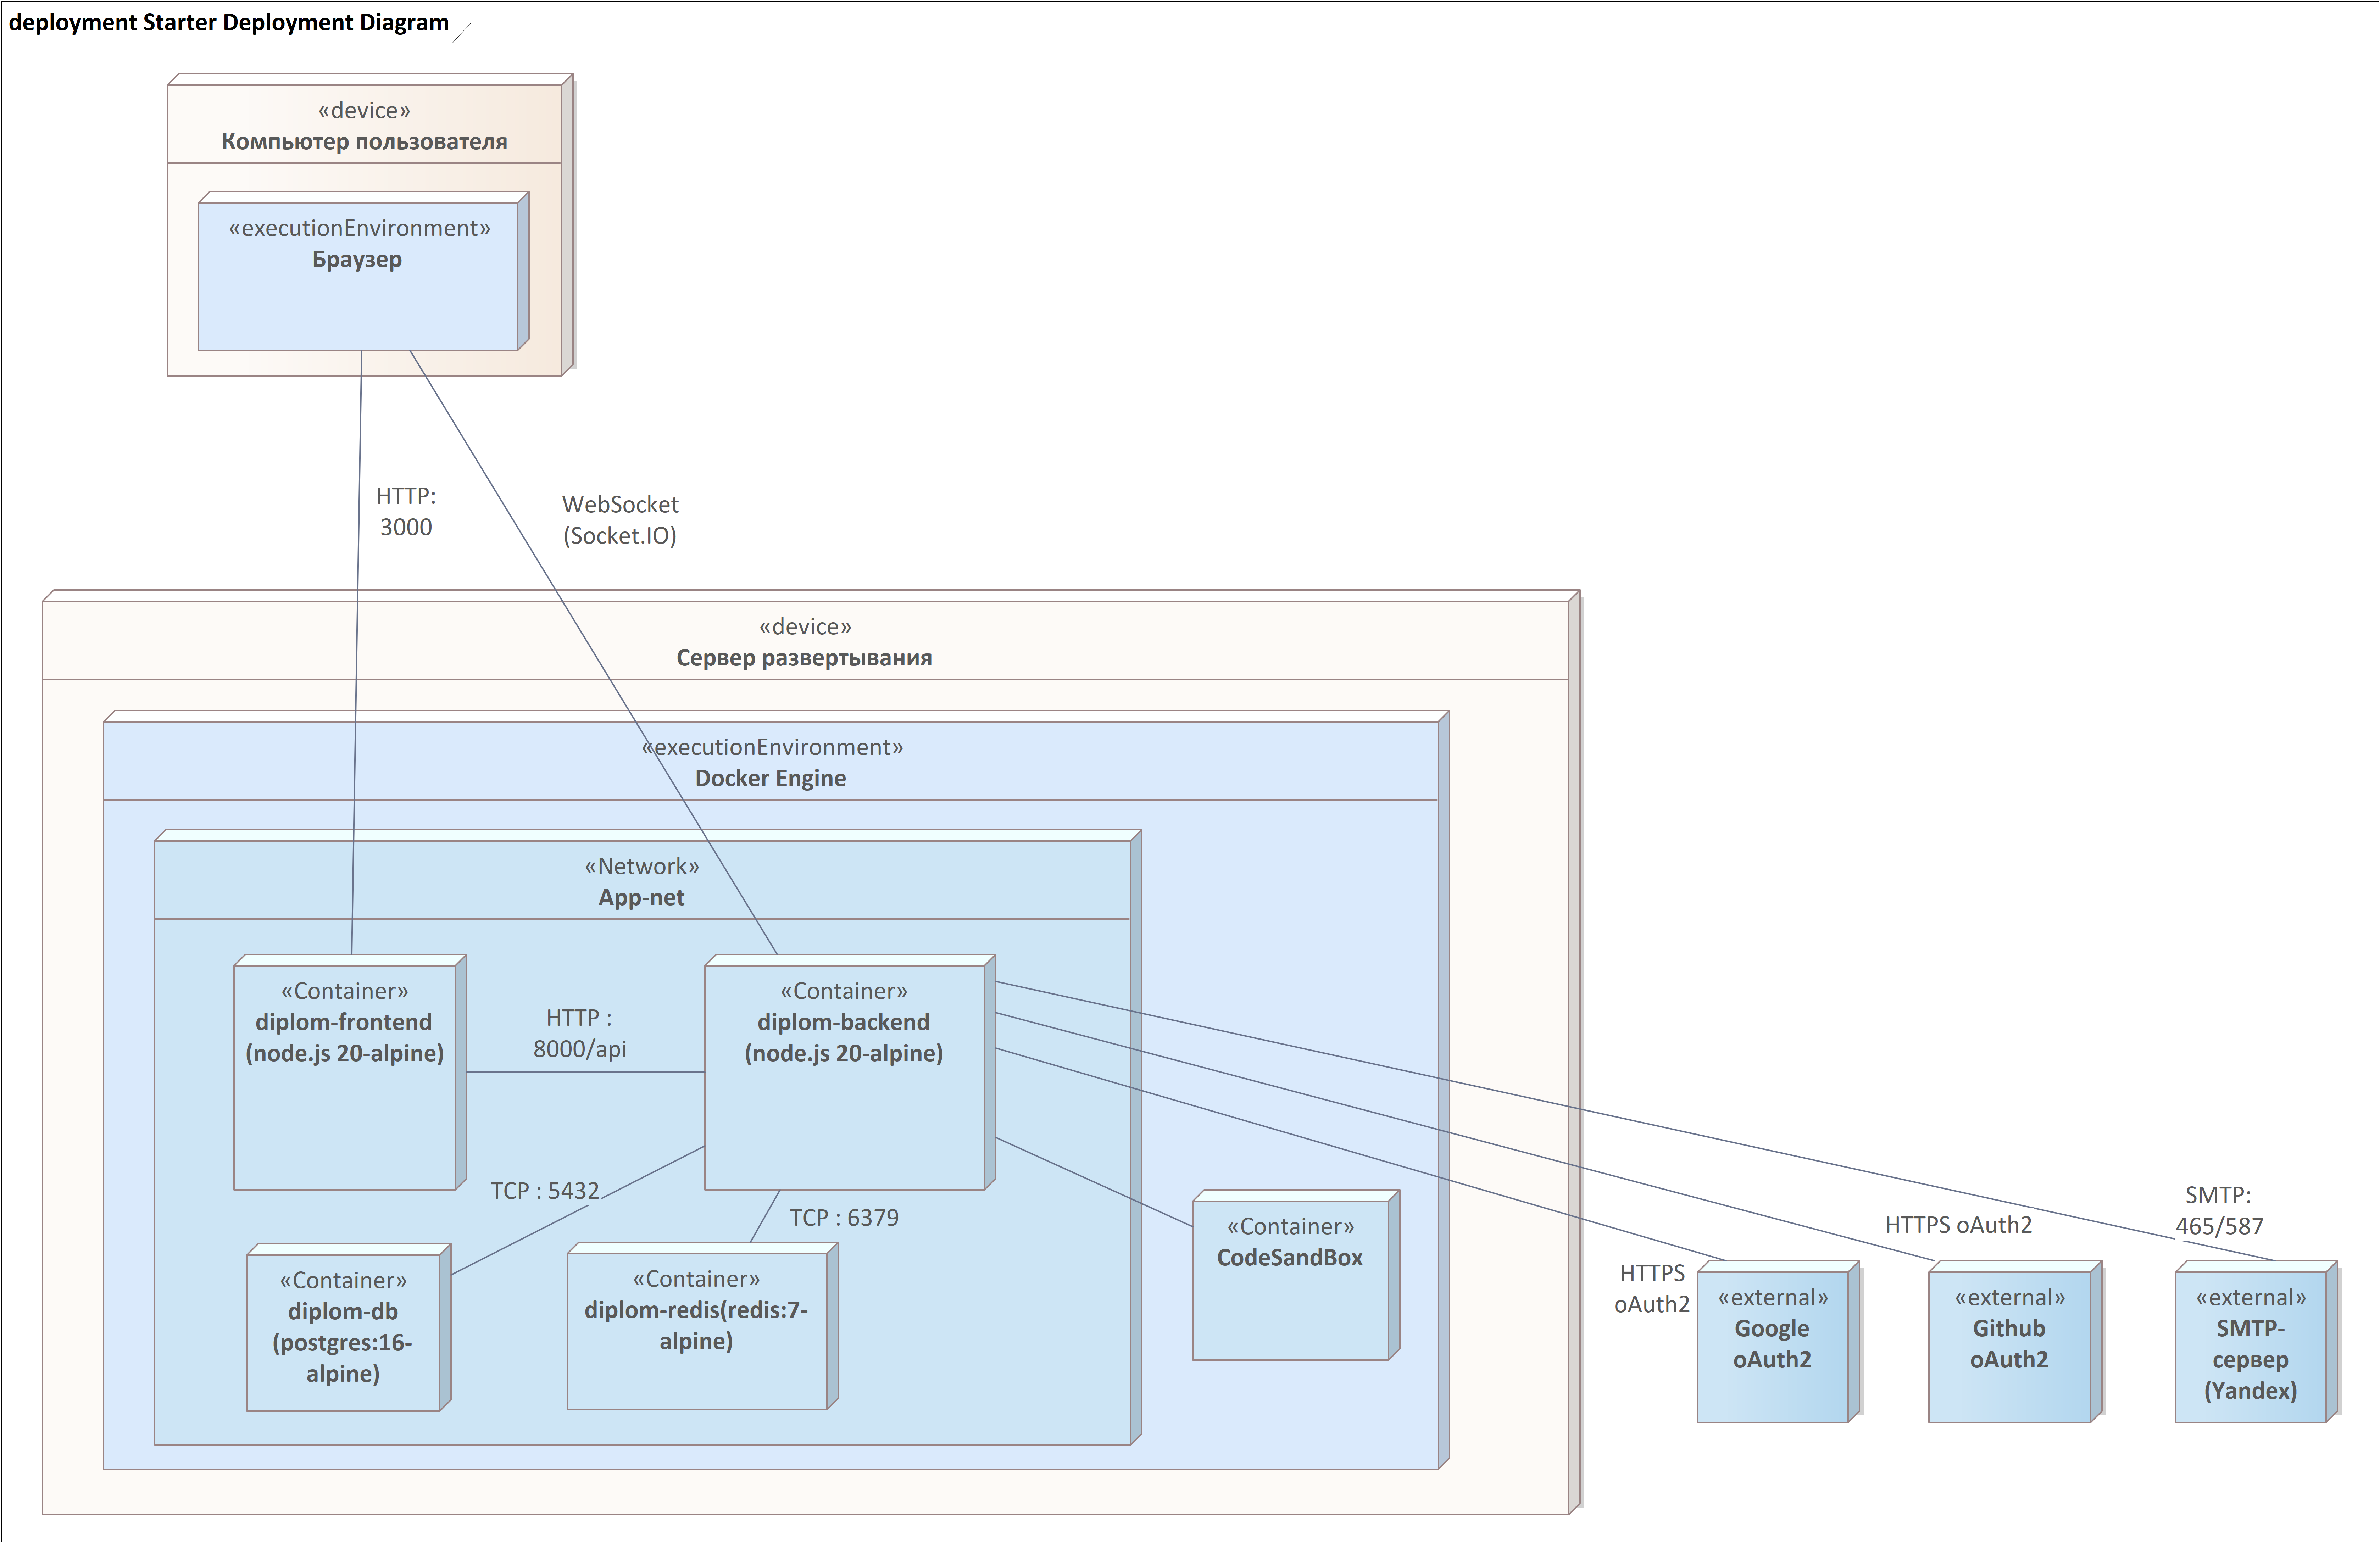 deployment Starter Deployment Diagram
«device»
Компьютер пользователя
«executionEnvironment»
Браузер
HTTP:
3000
WebSocket
(Socket.IO)
«device»
Сервер развертывания
«executionEnvironment»
Docker Engine
«Network»
App-net
«Container»
diplom-frontend
(node.js 20-alpine)
HTTP :
8000/api
«Container»
diplom-backend
(node.js 20-alpine)
TCP : 5432
TCP : 6379
«Container»
diplom-db
(postgres:16-
alpine)
«Container»
diplom-redis(redis:7-
alpine)
«Container»
CodeSandBox
HTTPS
oAuth2
HTTPS oAuth2
SMTP:
465/587
«external»
Google
oAuth2
«external»
Github
oAuth2
«external»
SMTP-
сервер
(Yandex)